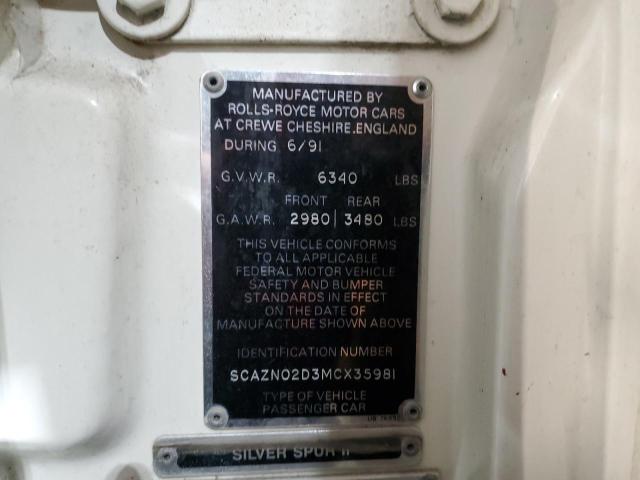 MANUFACTURED BY
ROLLS-ROYCE MOTOR CARS
AT CREWE CHESHIRE.ENGLAND
DURING 6/91
G.V.W.R. 6340 LBS
FRONT REAR
G.A.W.R. 2980 3480 LBS
THIS VEHICLE CONFORMS
TO ALL APPLICABLE
FEDERAL MOTOR VEHICLE
SAFETY AND BUMPER
STANDARDS IN EFFECT
ON THE DATE OF
MANUFACTURE SHOWN ABOVE
IDENTIFICATION NUMBER
SCAZN02D3MCX35981
TYPE OF VEHICLE
PASSENGER CAR
SILVER SPUR II